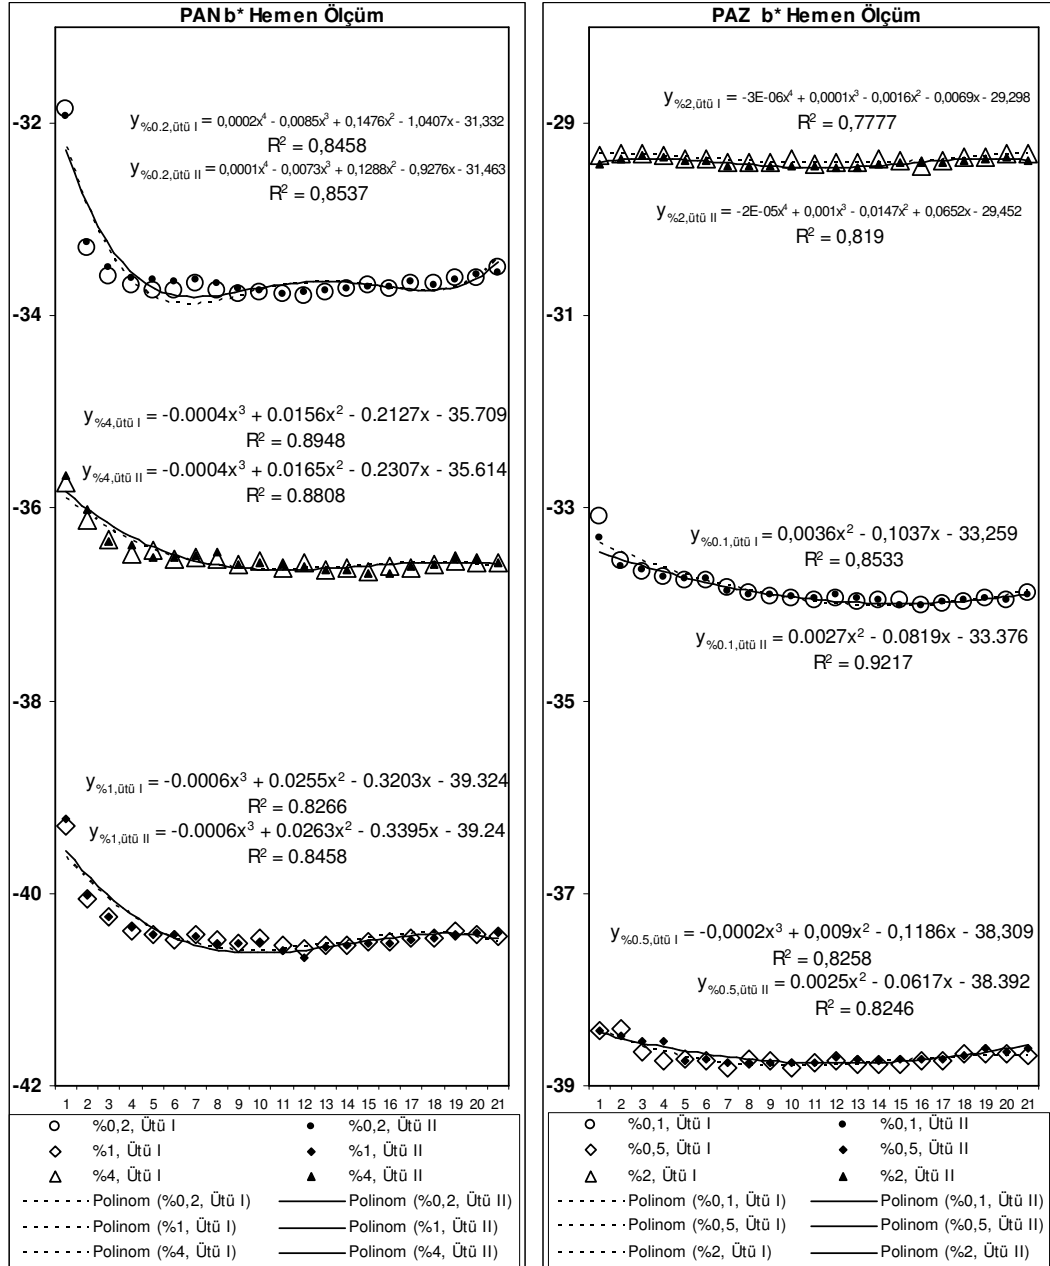 PAN b* Hemen Ölçüm
-32
-34
-36
-38
-40
-42
y%0.2,ütü I = 0,0002x⁴ - 0,0085x³ + 0,1476x² - 1,0407x - 31,332
R² = 0,8458
y%0.2,ütü II = 0,0001x⁴ - 0,0073x³ + 0,1288x² - 0,9276x - 31,463
R² = 0,8537
y%4,ütü I = -0.0004x³ + 0.0156x² - 0.2127x - 35.709
R² = 0.8948
y%4,ütü II = -0.0004x³ + 0.0165x² - 0.2307x - 35.614
R² = 0.8808
y%1,ütü I = -0.0006x³ + 0.0255x² - 0.3203x - 39.324
R² = 0.8266
y%1,ütü II = -0.0006x³ + 0.0263x² - 0.3395x - 39.24
R² = 0.8458
1 2 3 4 5 6 7 8 9 10 11 12 13 14 15 16 17 18 19 20 21
%0,2, Ütü I %0,2, Ütü II
%1, Ütü I %1, Ütü II
%4, Ütü I %4, Ütü II
Polinom (%0,2, Ütü I) Polinom (%0,2, Ütü II)
Polinom (%1, Ütü I) Polinom (%1, Ütü II)
Polinom (%4, Ütü I) Polinom (%4, Ütü II)
PAZ b* Hemen Ölçüm
-29
-31
-33
-35
-37
-39
y%2,ütü I = -3E-06x⁴ + 0,0001x³ - 0,0016x² - 0,0069x - 29,298
R² = 0,7777
y%2,ütü II = -2E-05x⁴ + 0,001x³ - 0,0147x² + 0,0652x - 29,452
R² = 0,819
y%0.1,ütü I = 0,0036x² - 0,1037x - 33,259
R² = 0,8533
y%0.1,ütü II = 0.0027x² - 0.0819x - 33.376
R² = 0.9217
y%0.5,ütü I = -0,0002x³ + 0,009x² - 0,1186x - 38,309
R² = 0,8258
y%0.5,ütü II = 0.0025x² - 0.0617x - 38.392
R² = 0.8246
1 2 3 4 5 6 7 8 9 10 11 12 13 14 15 16 17 18 19 20 21
%0,1, Ütü I %0,1, Ütü II
%0,5, Ütü I %0,5, Ütü II
%2, Ütü I %2, Ütü II
Polinom (%0,1, Ütü I) Polinom (%0,1, Ütü II)
Polinom (%0,5, Ütü I) Polinom (%0,5, Ütü II)
Polinom (%2, Ütü I) Polinom (%2, Ütü II)